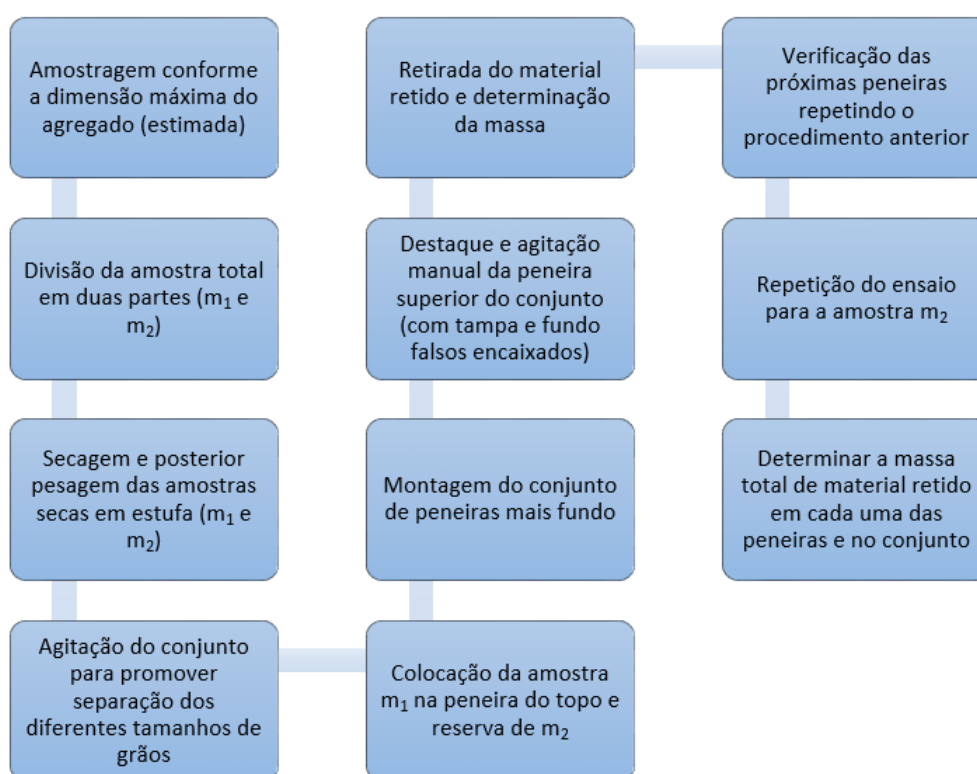 Amostragem conforme
a dimensão máxima do
agregado (estimada)
Divisão da amostra total
em duas partes (m₁ e
m₂)
Secagem e posterior
pesagem das amostras
secas em estufa (m₁ e
m₂)
Agitação do conjunto
para promover
separação dos
diferentes tamanhos de
grãos
Colocação da amostra
m₁ na peneira do topo e
reserva de m₂
Montagem do conjunto
de peneiras mais fundo
Destaque e agitação
manual da peneira
superior do conjunto
(com tampa e fundo
falsos encaixados)
Retirada do material
retido e determinação
da massa
Verificação das
próximas peneiras
repetindo o
procedimento anterior
Repetição do ensaio
para a amostra m₂
Determinar a massa
total de material retido
em cada uma das
peneiras e no conjunto